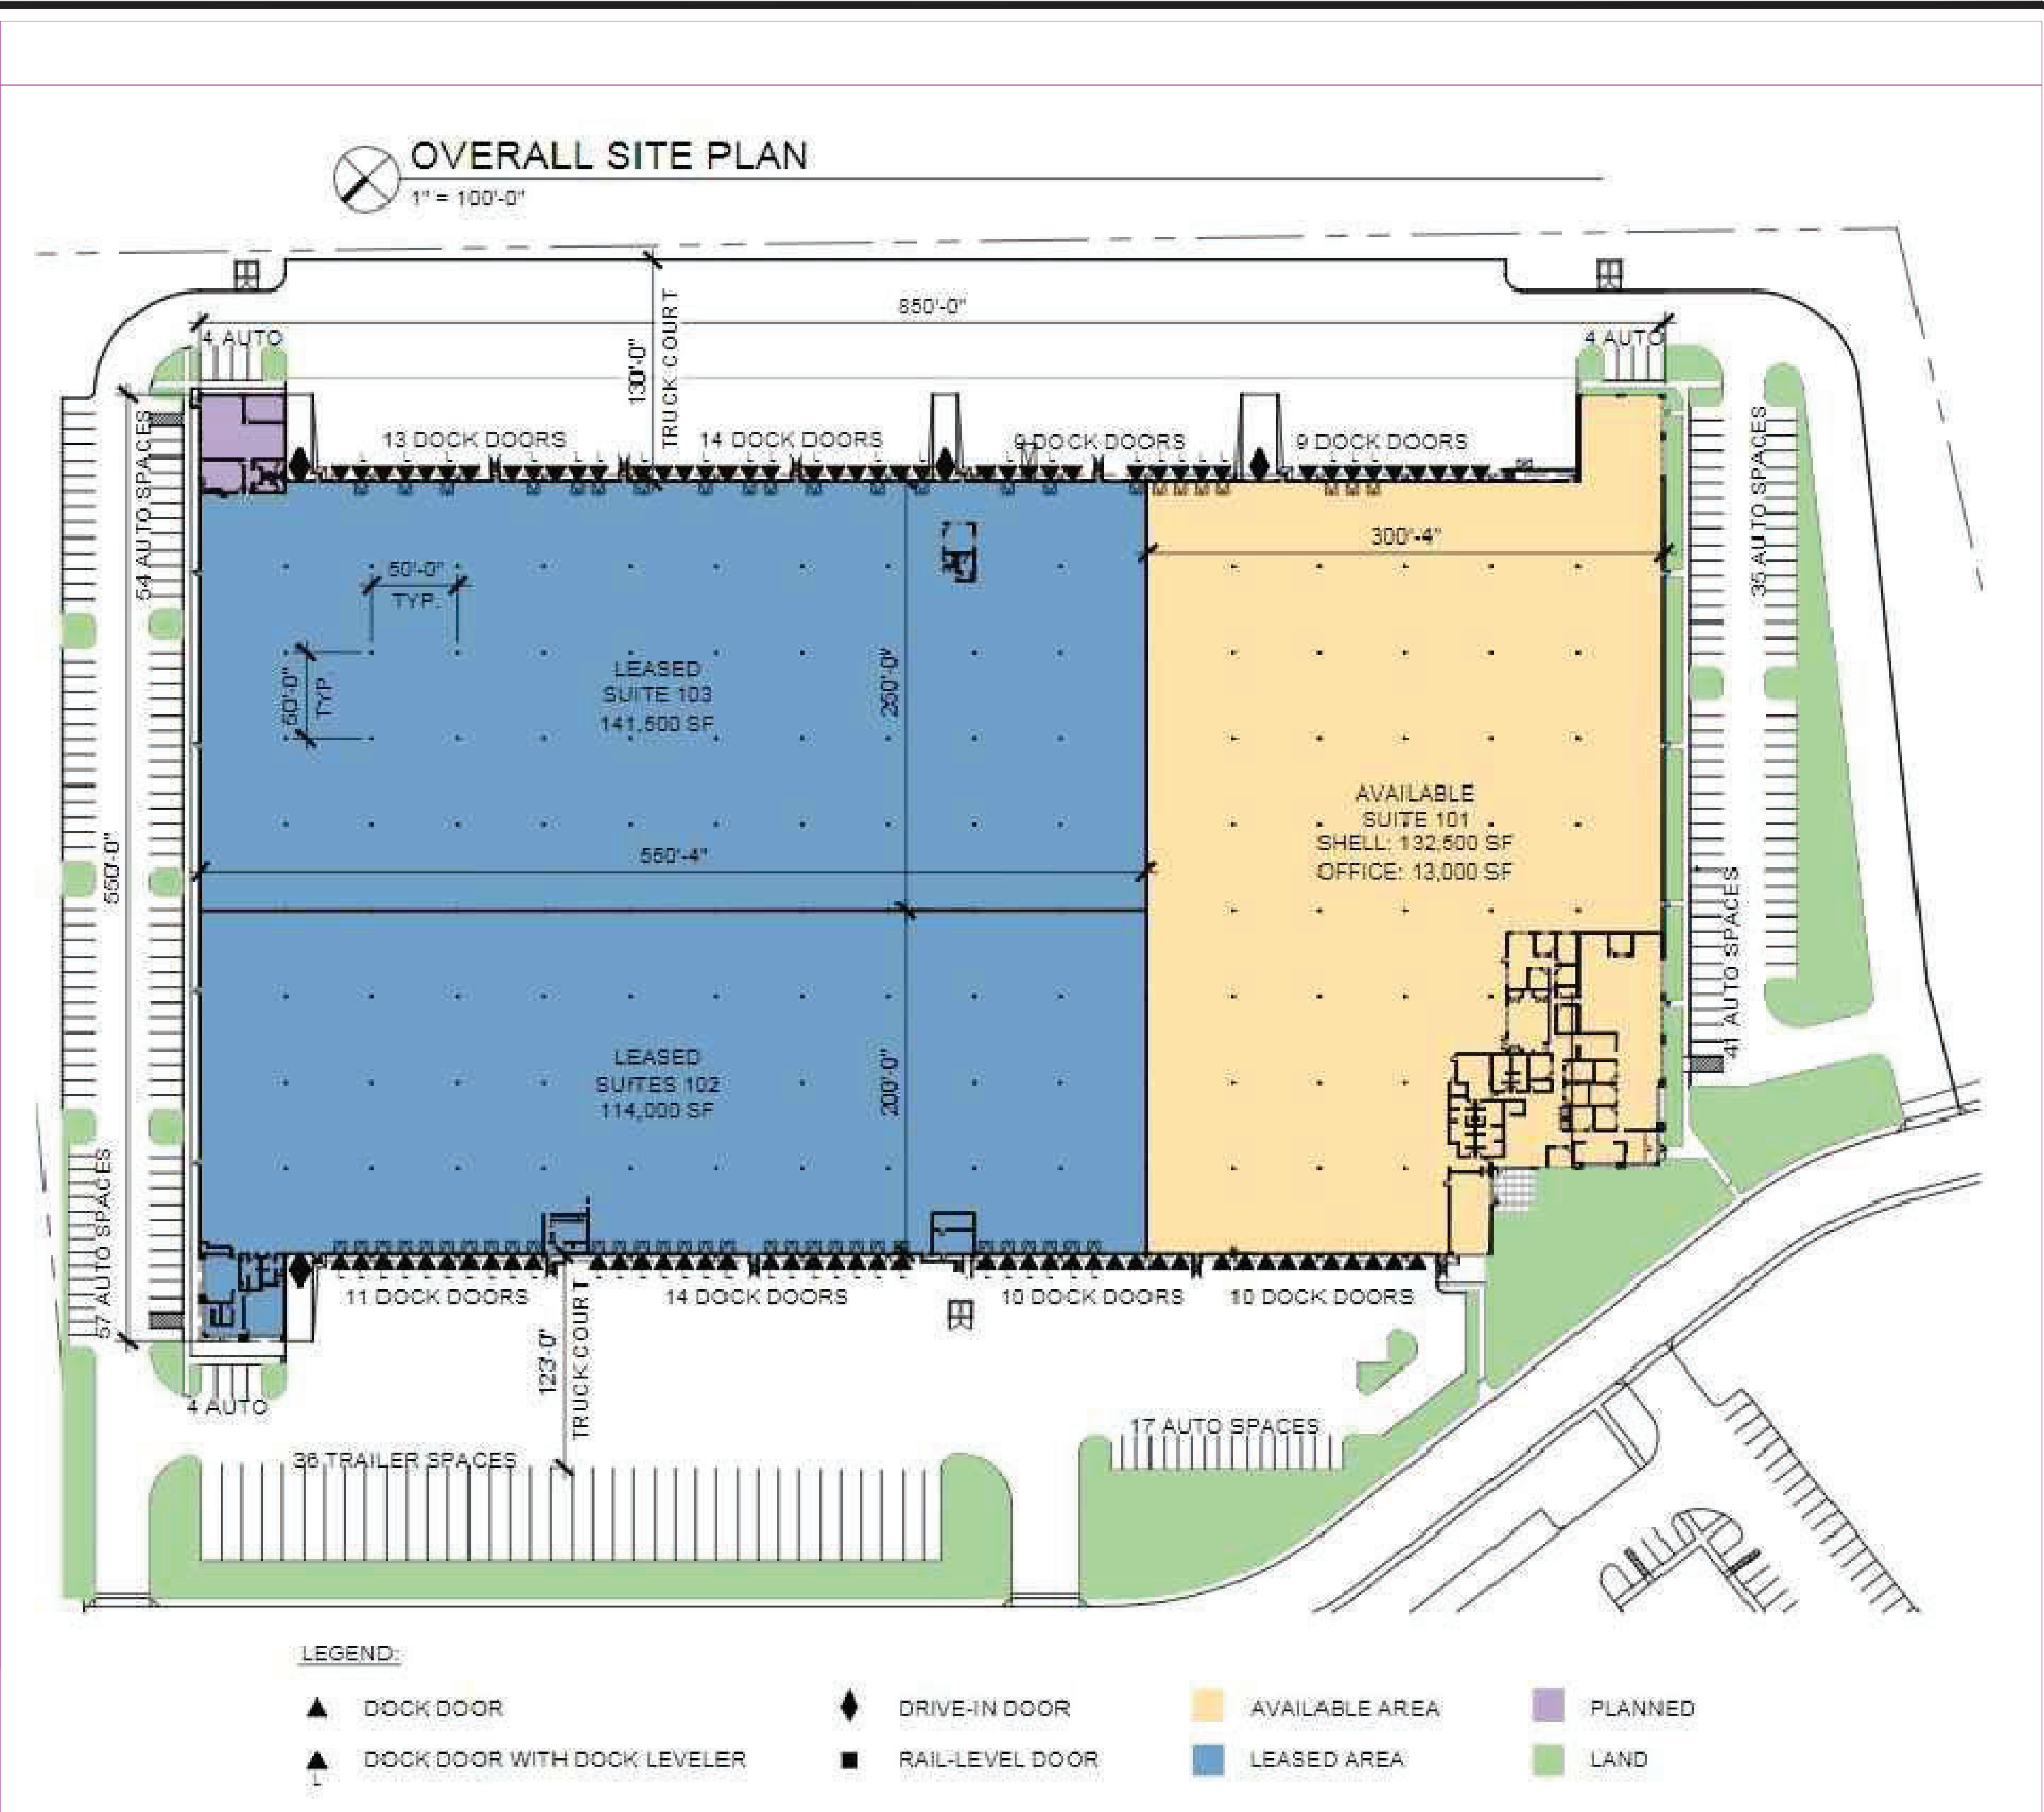 OVERALL SITE PLAN
1" = 100'-0"
850'-0"
4 AUTO
4 AUTO
130'-0"
TRUCK COURT
13 DOCK DOORS
14 DOCK DOORS
9 DOCK DOORS
9 DOCK DOORS
54 AUTO SPACES
35 AUTO SPACES
300'-4"
50'-0"
TYP.
50'-0"
TYP.
LEASED
SUITE 103
141,500 SF
250'-0"
AVAILABLE
SUITE 101
SHELL: 132,500 SF
OFFICE: 13,000 SF
550'-0"
550'-4"
41 AUTO SPACES
LEASED
SUITES 102
114,000 SF
200'-0"
57 AUTO SPACES
11 DOCK DOORS
14 DOCK DOORS
10 DOCK DOORS
10 DOCK DOORS
123'-0"
TRUCK COURT
4 AUTO
17 AUTO SPACES
36 TRAILER SPACES
LEGEND:
DOCK DOOR
DRIVE-IN DOOR
AVAILABLE AREA
PLANNED
L
DOCK DOOR WITH DOCK LEVELER
RAIL-LEVEL DOOR
LEASED AREA
LAND